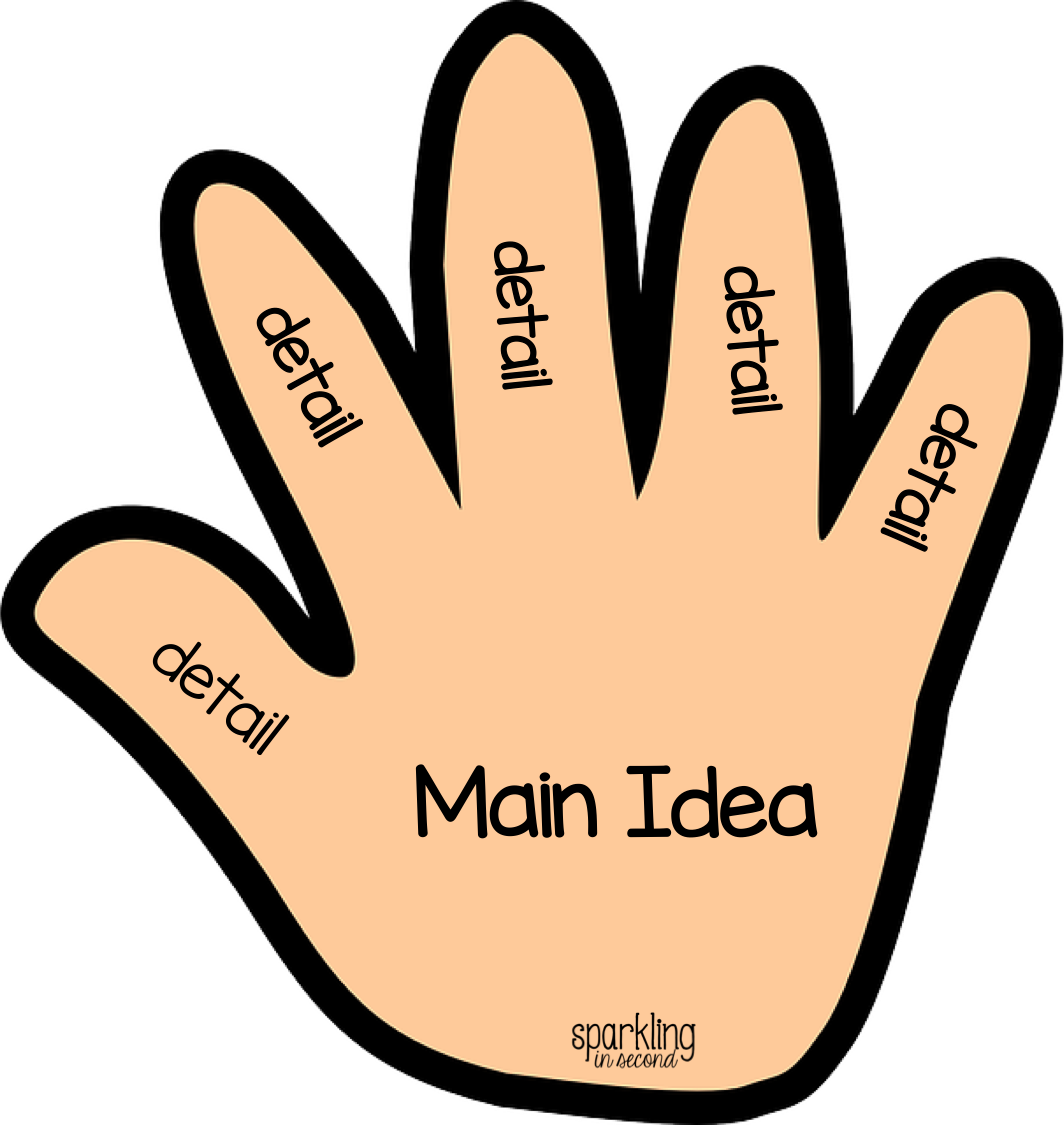 detail
detail
detail
detail
detail
Main Idea
sparkling
in second